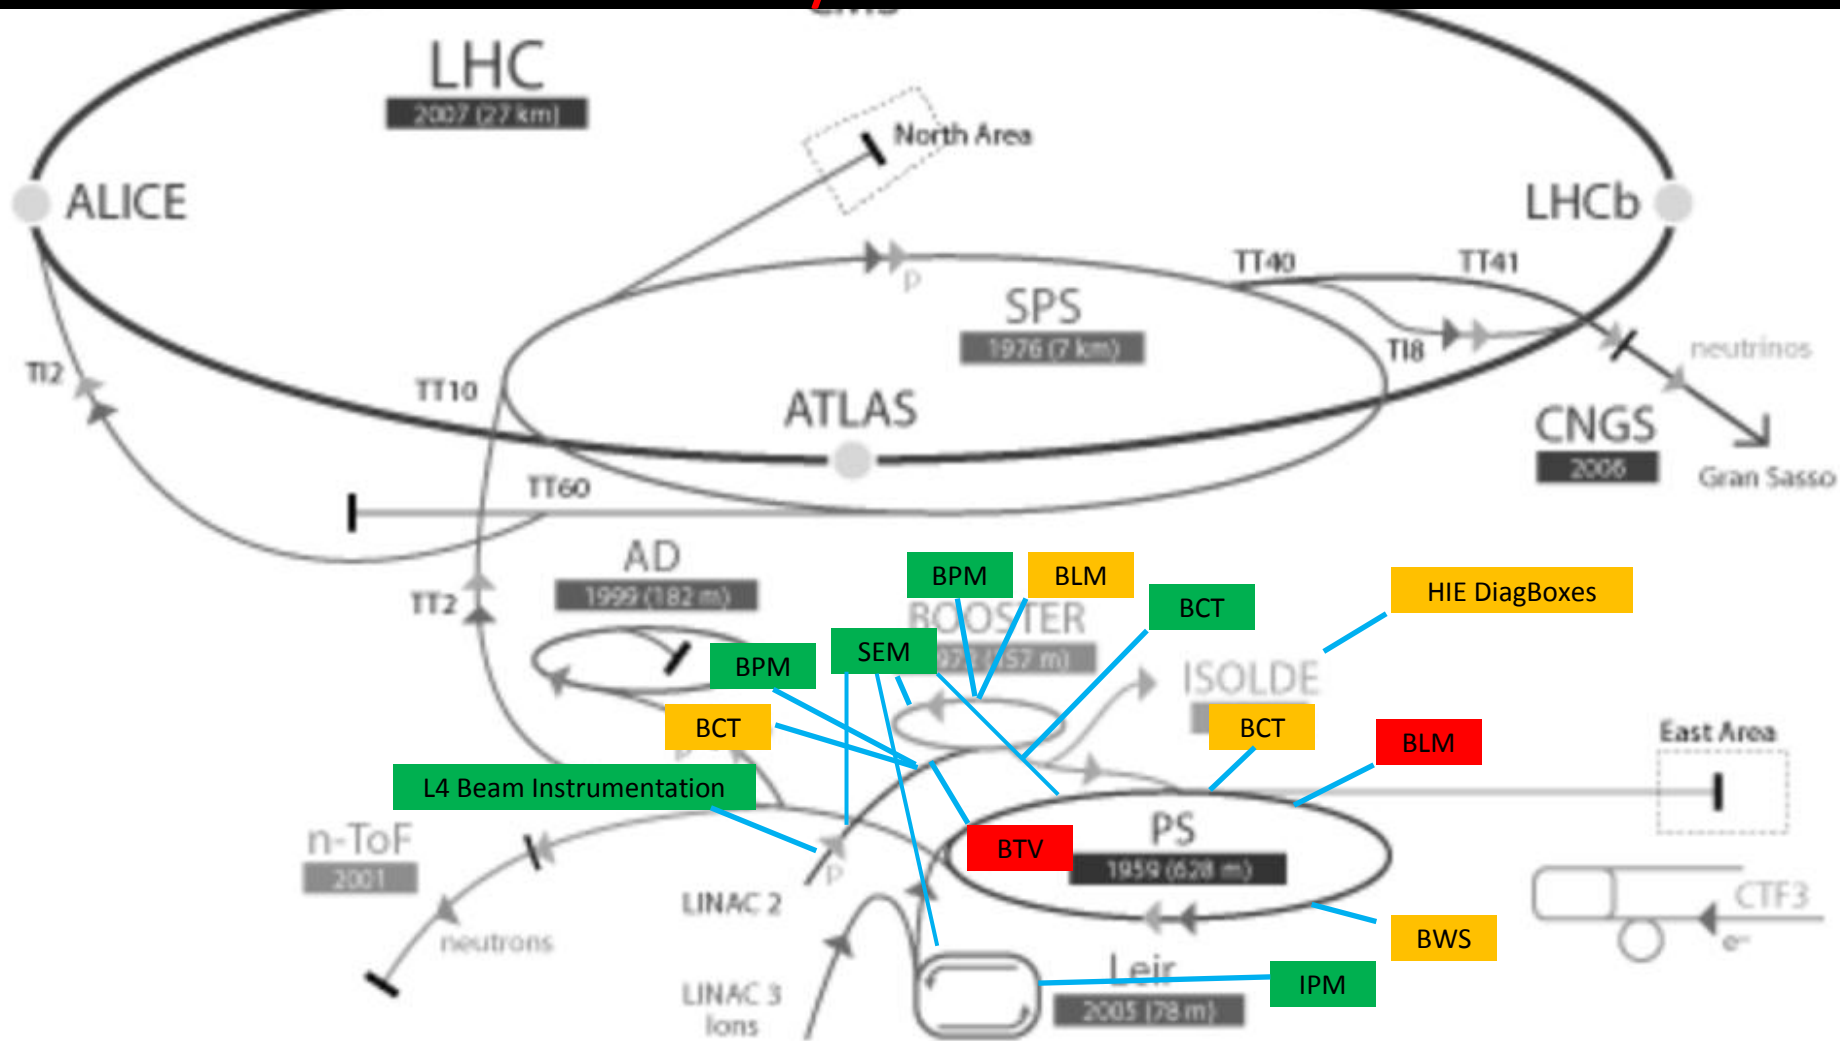 LHC
2007 (27 km)
North Area
ALICE
LHCb
TT40
TT41
P
SPS
1976 (7 km)
TI8
neutrinos
TI2
TT10
ATLAS
CNGS
2006
Gran Sasso
TT60
AD
1999 (182 m)
BPM
BLM
HIE DiagBoxes
TT2
BCT
BOOSTER
SEM
57 m)
BPM
ISOLDE
BCT
BCT
BLM
East Area
L4 Beam Instrumentation
n-ToF
2001
PS
BTV
1959 (628 m)
P
LINAC 2
CTF3
neutrons
BWS
e-
Leir
IPM
LINAC 3
Ions
2005 (78 m)